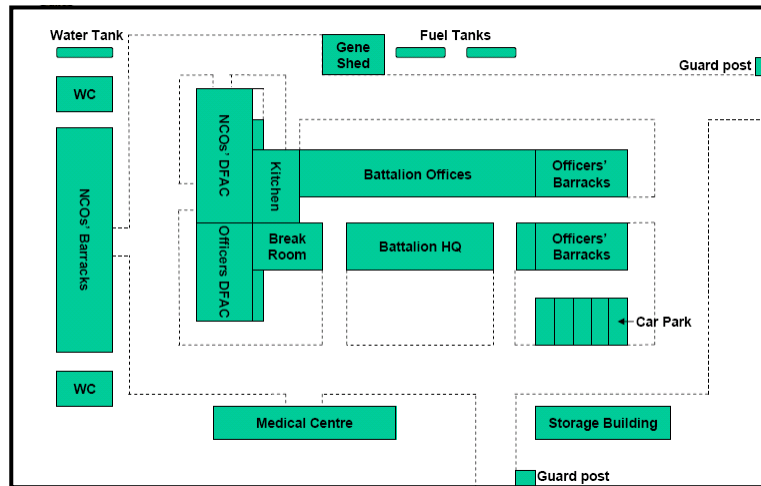 Water Tank
Gene
Shed
Fuel Tanks
Guard post
WC
NCOs' DFAC
Kitchen
Battalion Offices
Officers'
Barracks
NCOs' Barracks
Officers DFAC
Break
Room
Battalion HQ
Officers'
Barracks
Car Park
WC
Medical Centre
Storage Building
Guard post